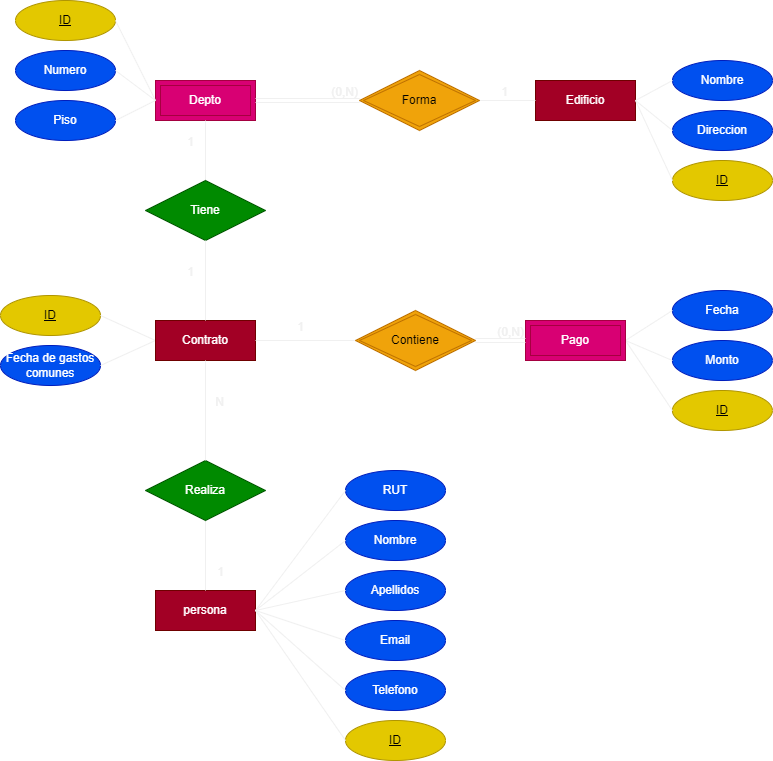 ID
Numero
Piso
Depto
(0,N)
Forma
1
Edificio
Nombre
Direccion
ID
1
Tiene
1
ID
Fecha de gastos
comunes
Contrato
1
Contiene
(0,N)
Pago
Fecha
Monto
ID
N
Realiza
1
persona
RUT
Nombre
Apellidos
Email
Telefono
ID